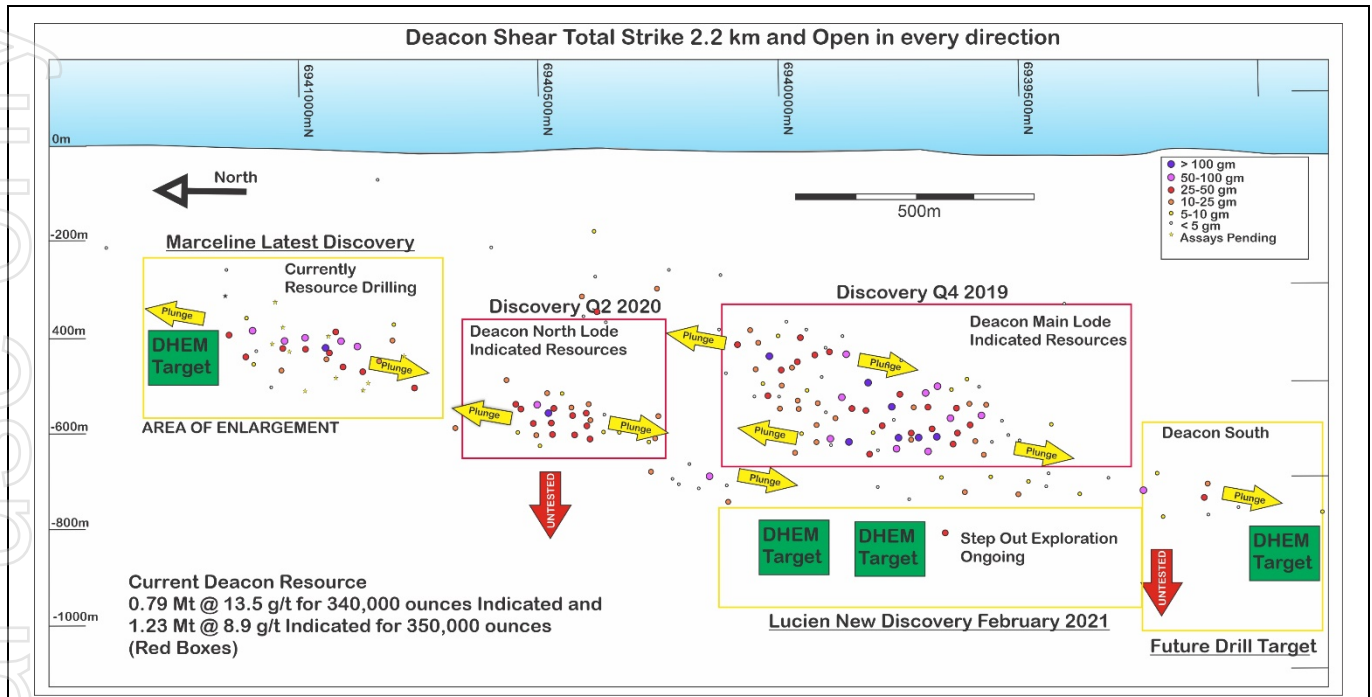 Deacon Shear Total Strike 2.2 km and Open in every direction
6941000mN
6940500mN
6940000mN
6939500mN
0m
-200m
-400m
-600m
-800m
-1000m
North
500m
> 100 gm
50-100 gm
25-50 gm
10-25 gm
5-10 gm
< 5 gm
Assays Pending
Marceline Latest Discovery
Currently
Resource Drilling
Plunge
DHEM
Target
Plunge
AREA OF ENLARGEMENT
Discovery Q2 2020
Deacon North Lode
Indicated Resources
Plunge
Plunge
UNTESTED
Discovery Q4 2019
Deacon Main Lode
Indicated Resources
Plunge
Plunge
Plunge
Plunge
Plunge
DHEM
Target
DHEM
Target
Step Out Exploration
Ongoing
Lucien New Discovery February 2021
Deacon South
Plunge
DHEM
Target
UNTESTED
Future Drill Target
Current Deacon Resource
0.79 Mt @ 13.5 g/t for 340,000 ounces Indicated and
1.23 Mt @ 8.9 g/t Indicated for 350,000 ounces
(Red Boxes)